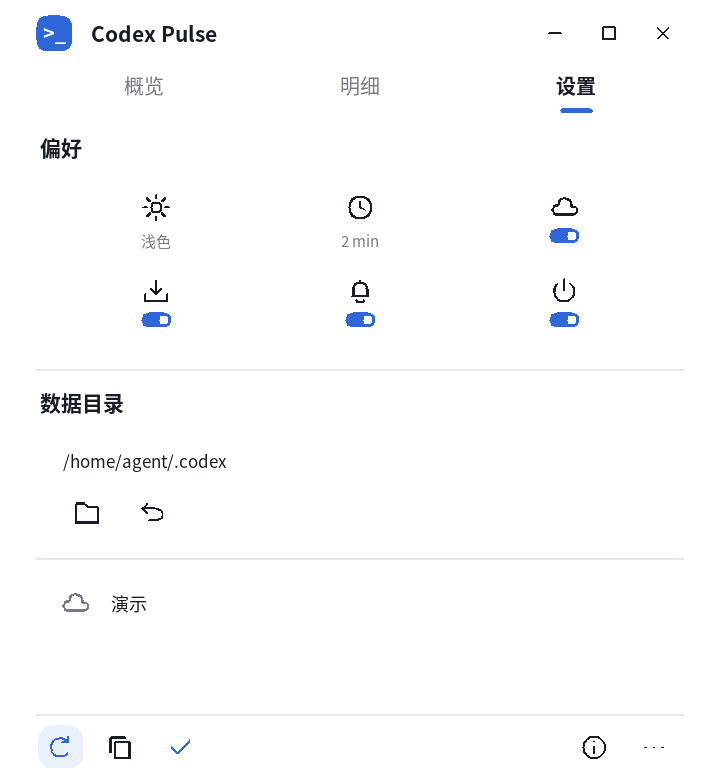 >_ Codex Pulse
概览 明细 设置
偏好
浅色 2 min
数据目录
/home/agent/.codex
演示